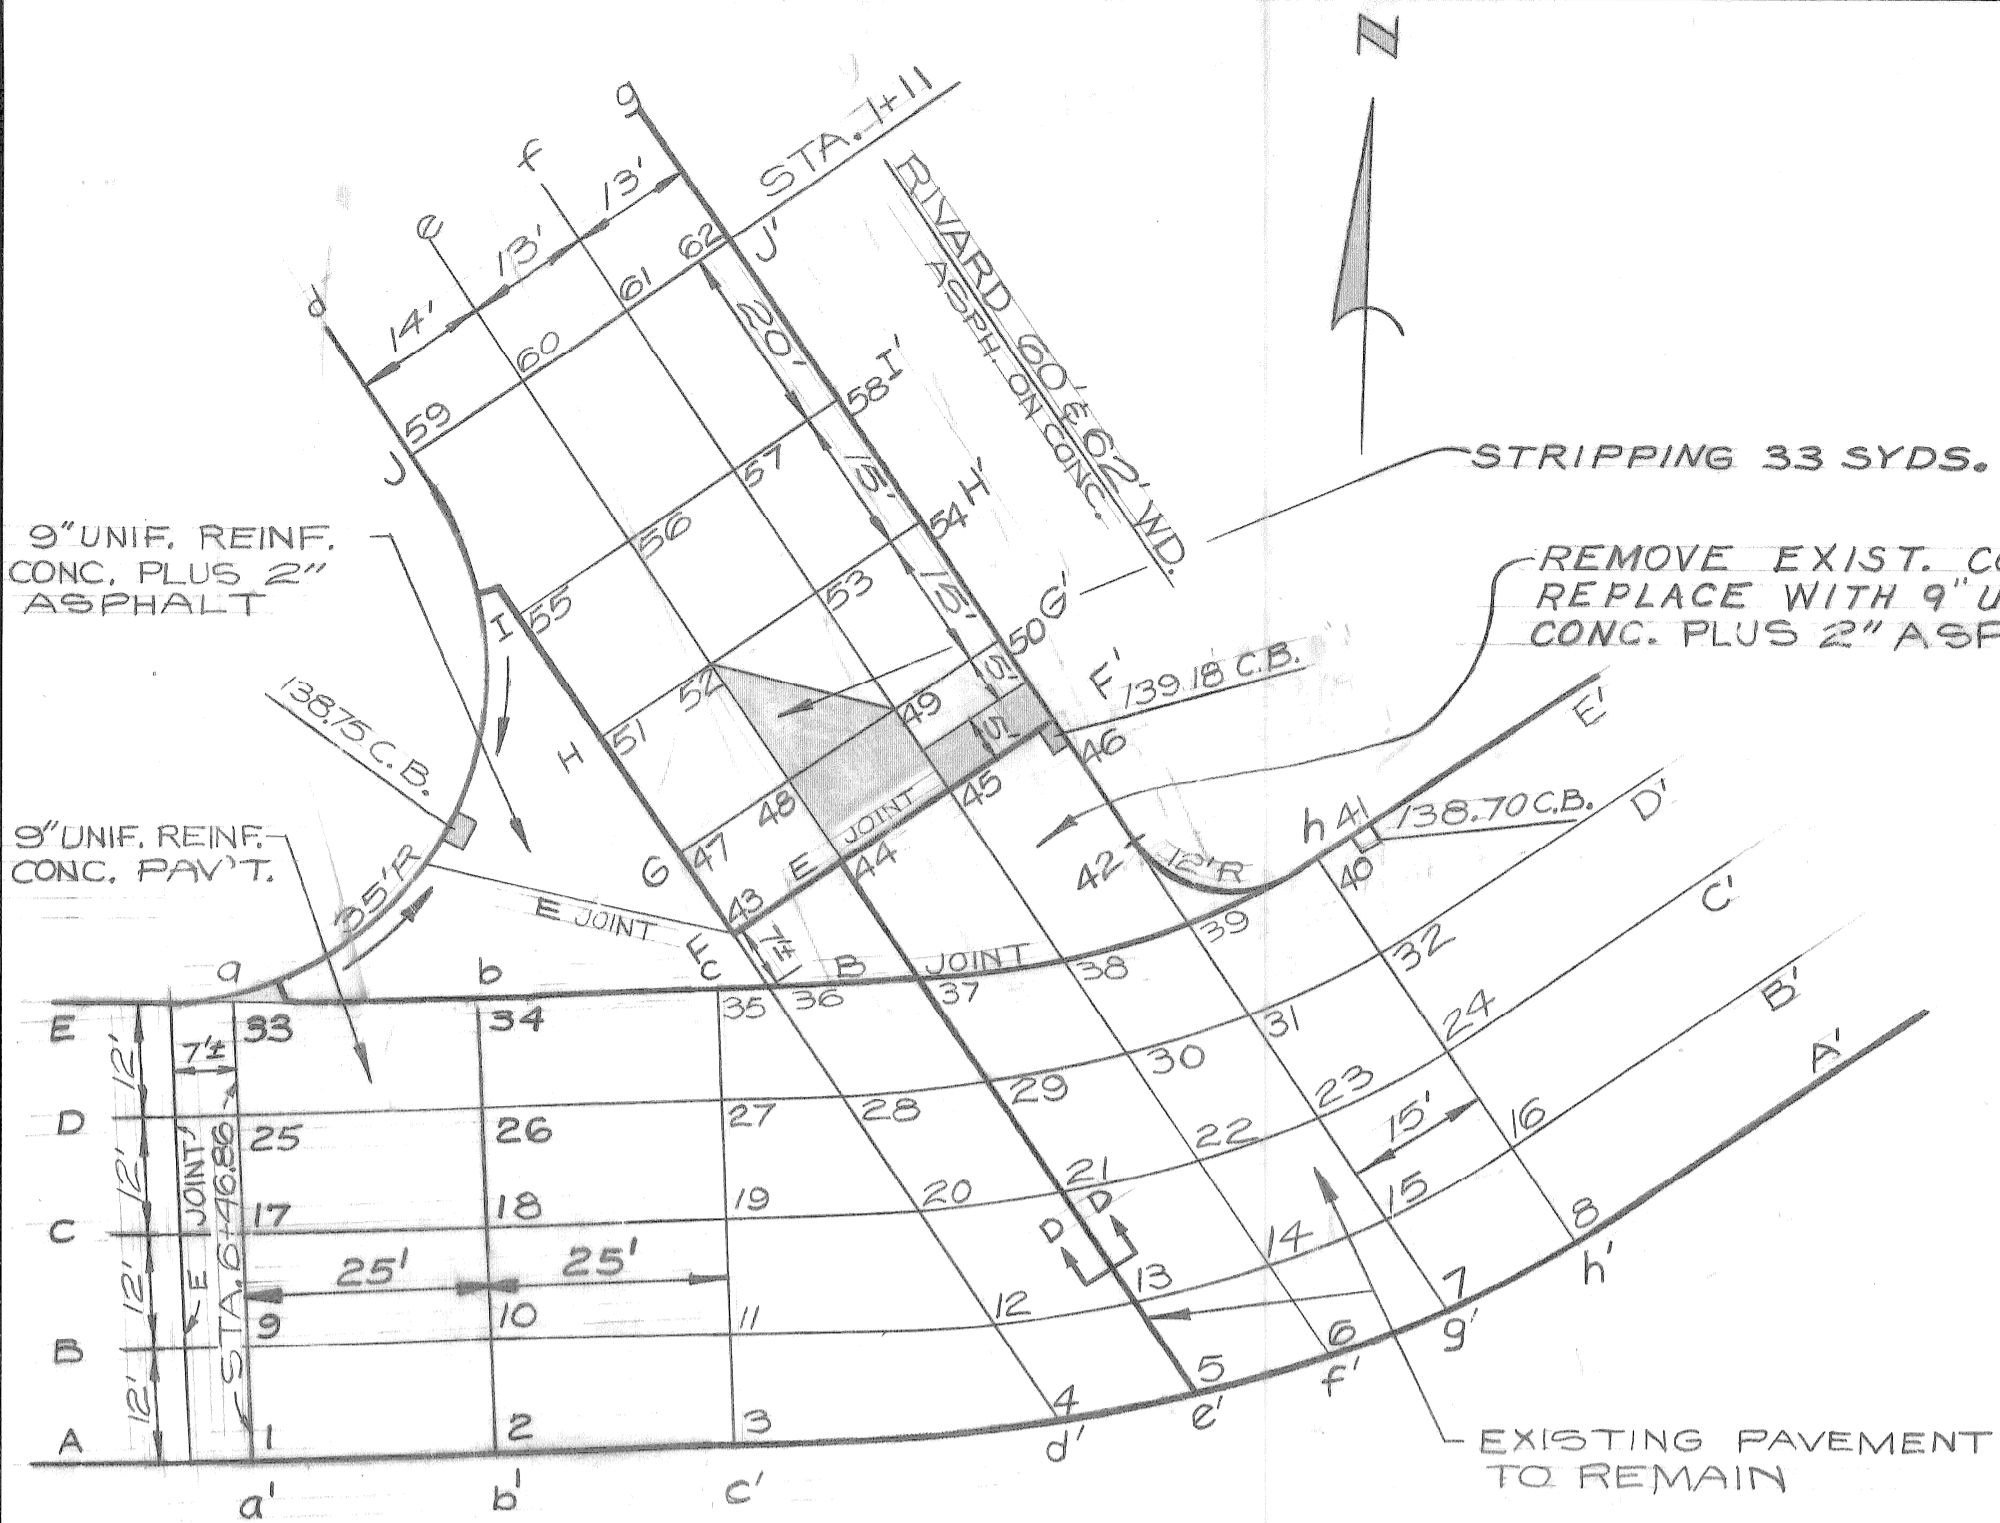 N
g
f
e
d
13'
13'
14'
STA. 1+11
J'
62
61
60
59
J
RIVARD 60' & 62' WD.
ASPH. ON CONC.
20'
58 I'
57
56
15'
54 H'
53
15'
52
I 55
STRIPPING 33 SYDS.
9" UNIF. REINF.
CONC. PLUS 2"
ASPHALT
REMOVE EXIST. CO
REPLACE WITH 9" U
CONC. PLUS 2" ASP
50 G'
5'
F'
139.18 C.B.
49
5'
46
H
51
48
45
138.75 C.B.
E JOINT
44
G
47
43
9" UNIF. REINF.
CONC. PAV'T.
35'R
E JOINT
F
7'±
42
12'R
h 41
138.70 C.B.
40
E'
D'
C'
B'
A'
a
b
c
B JOINT
E
33
34
35
36
37
38
39
32
7'±
12'
D
25
26
27
28
29
30
31
24
12'
E JOINT
STA. 6+46.86
C
17
18
19
20
21
22
23
15'
16
D D
12'
25'
25'
B
9
10
11
12
13
14
15
8
h'
12'
A
1
2
3
4
5
6
7
a'
b'
c'
d'
e'
f'
g'
EXISTING PAVEMENT
TO REMAIN